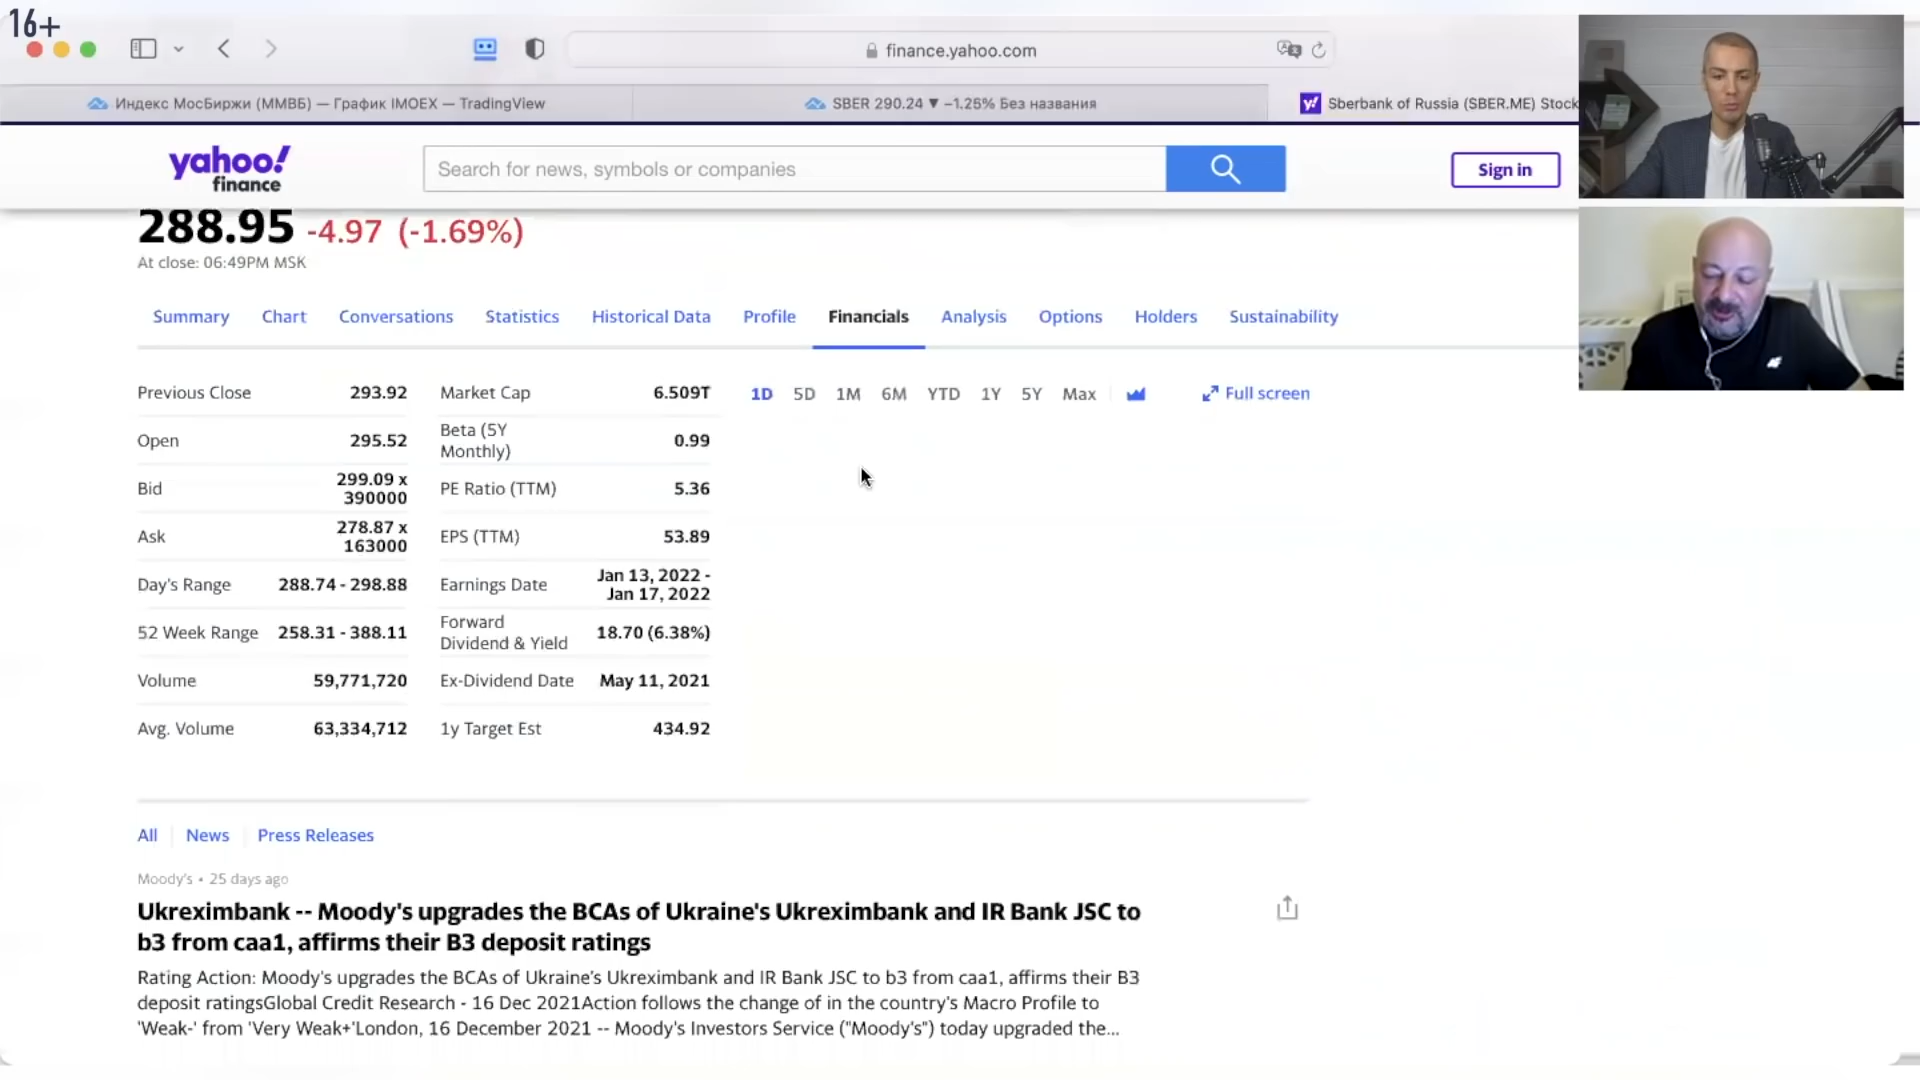 16+
finance.yahoo.com
Индекс МосБиржи (ММВБ) — График IMOEX — TradingView
SBER 290.24 ▼ −1.25% Без названия
y! Sberbank of Russia (SBER.ME) Stock
yahoo!
finance
Search for news, symbols or companies
Sign in
288.95 -4.97 (-1.69%)
At close: 06:49PM MSK
Summary Chart Conversations Statistics Historical Data Profile Financials Analysis Options Holders Sustainability
Previous Close 293.92
Open 295.52
Bid 299.09 x
390000
Ask 278.87 x
163000
Day's Range 288.74 - 298.88
52 Week Range 258.31 - 388.11
Volume 59,771,720
Avg. Volume 63,334,712
Market Cap 6.509T
Beta (5Y
Monthly) 0.99
PE Ratio (TTM) 5.36
EPS (TTM) 53.89
Earnings Date Jan 13, 2022 -
Jan 17, 2022
Forward
Dividend & Yield 18.70 (6.38%)
Ex-Dividend Date May 11, 2021
1y Target Est 434.92
1D 5D 1M 6M YTD 1Y 5Y Max Full screen
All News Press Releases
Moody's • 25 days ago
Ukreximbank -- Moody's upgrades the BCAs of Ukraine's Ukreximbank and IR Bank JSC to
b3 from caa1, affirms their B3 deposit ratings
Rating Action: Moody's upgrades the BCAs of Ukraine's Ukreximbank and IR Bank JSC to b3 from caa1, affirms their B3
deposit ratingsGlobal Credit Research - 16 Dec 2021Action follows the change of in the country's Macro Profile to
'Weak-' from 'Very Weak+'London, 16 December 2021 -- Moody's Investors Service ("Moody's") today upgraded the...